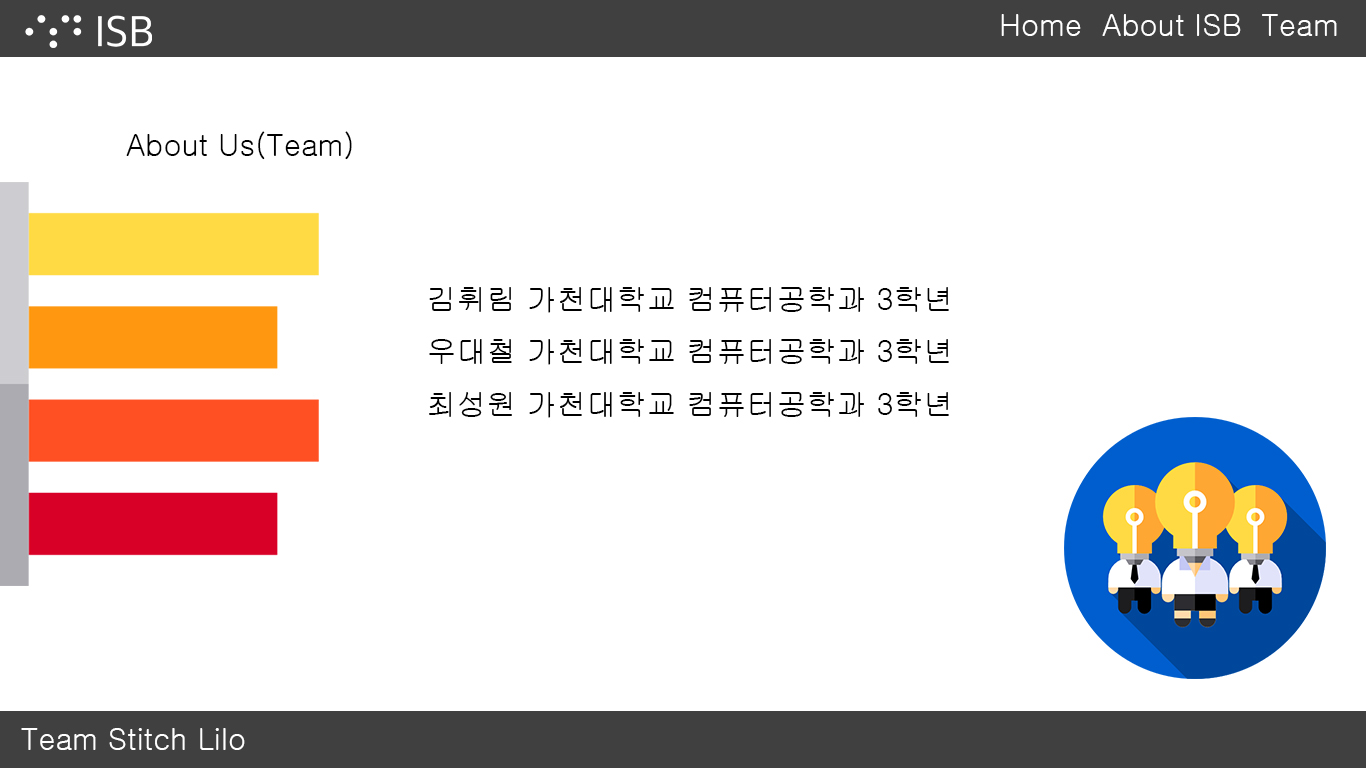 ISB
Home About ISB Team
About Us(Team)
김휘림 가천대학교 컴퓨터공학과 3학년
우대철 가천대학교 컴퓨터공학과 3학년
최성원 가천대학교 컴퓨터공학과 3학년
Team Stitch Lilo